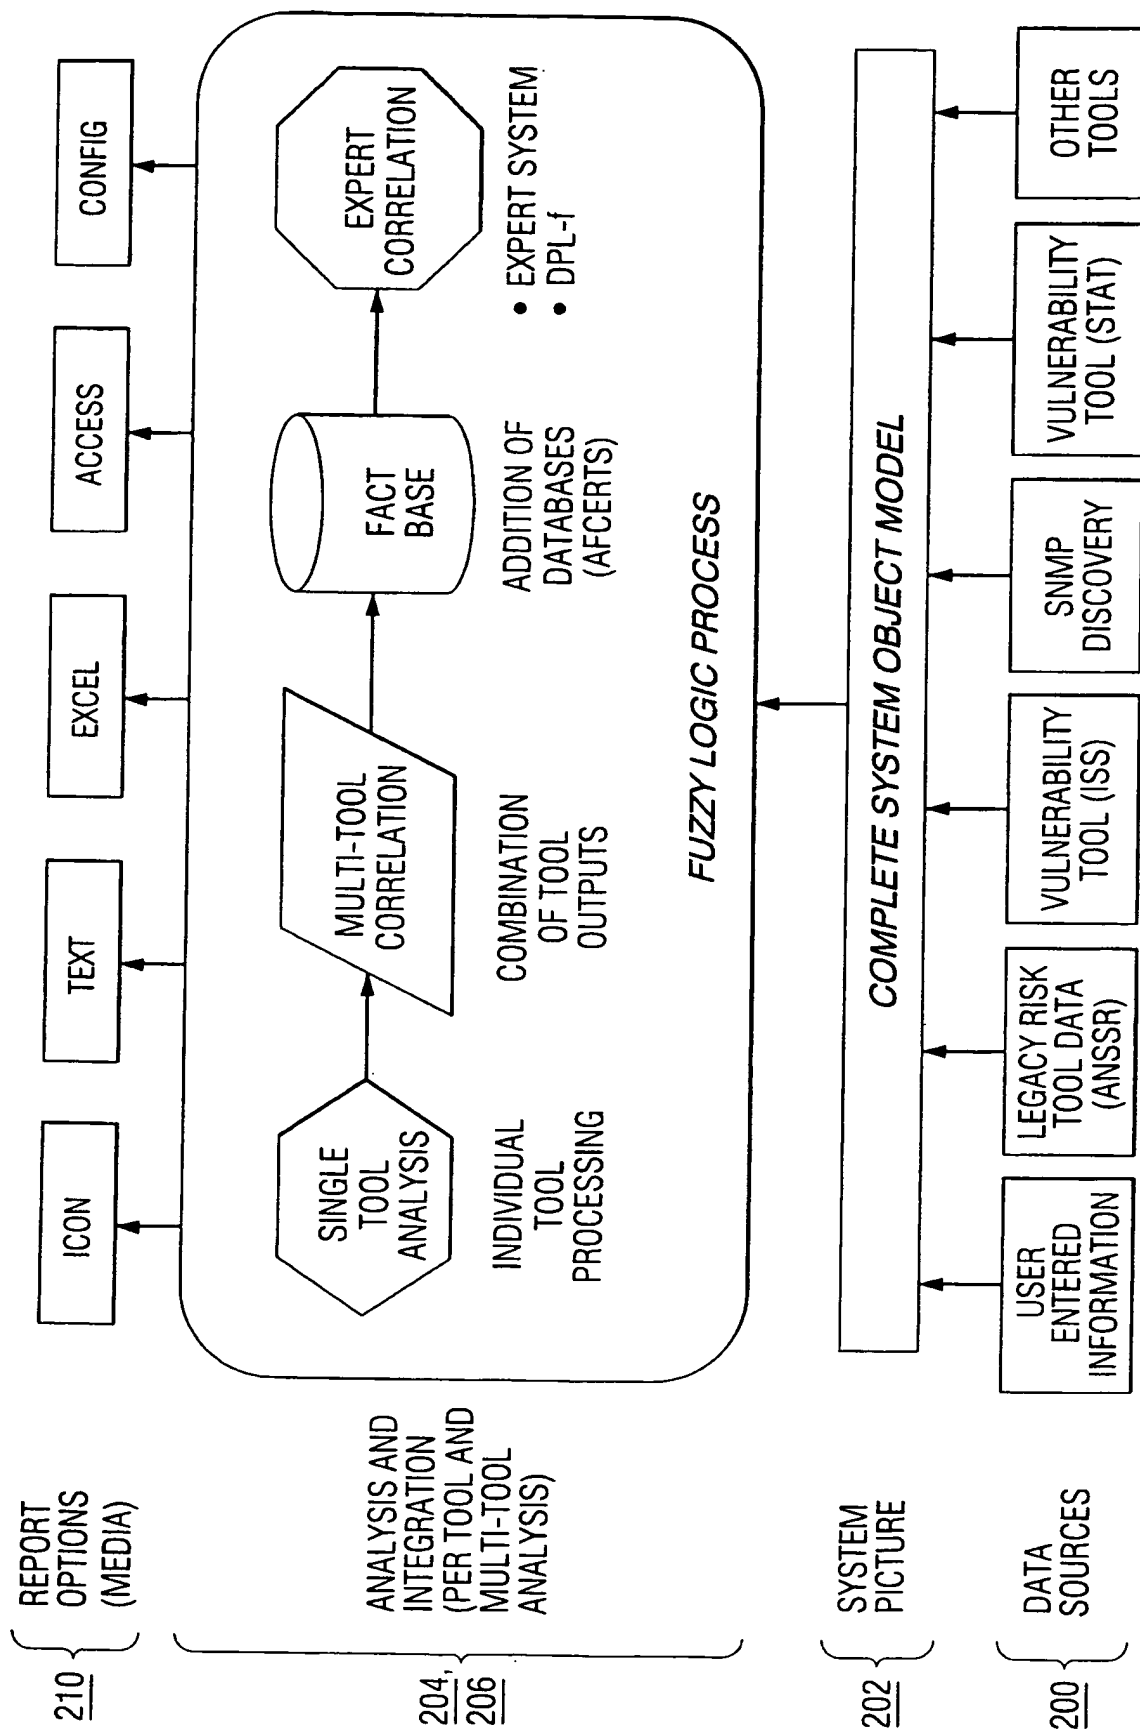 210
REPORT
OPTIONS
(MEDIA)
ICON
TEXT
EXCEL
ACCESS
CONFIG
204,
206
ANALYSIS AND
INTEGRATION
(PER TOOL AND
MULTI-TOOL
ANALYSIS)
SINGLE
TOOL
ANALYSIS
MULTI-TOOL
CORRELATION
FACT
BASE
EXPERT
CORRELATION
INDIVIDUAL
TOOL
PROCESSING
COMBINATION
OF TOOL
OUTPUTS
ADDITION OF
DATABASES
(AFCERTS)
• EXPERT SYSTEM
• DPL-f
FUZZY LOGIC PROCESS
202
SYSTEM
PICTURE
COMPLETE SYSTEM OBJECT MODEL
200
DATA
SOURCES
USER
ENTERED
INFORMATION
LEGACY RISK
TOOL DATA
(ANSSR)
VULNERABILITY
TOOL (ISS)
SNMP
DISCOVERY
VULNERABILITY
TOOL (STAT)
OTHER
TOOLS